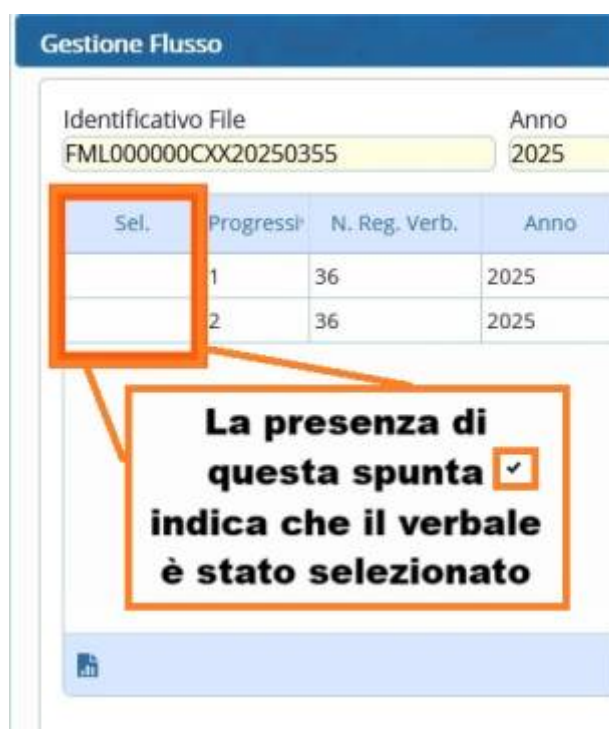 Gestione Flusso
Identificativo File Anno
FML000000CXX20250355 2025
Sel. Progressi N. Reg. Verb. Anno
1 36 2025
2 36 2025
La presenza di
questa spunta
indica che il verbale
è stato selezionato